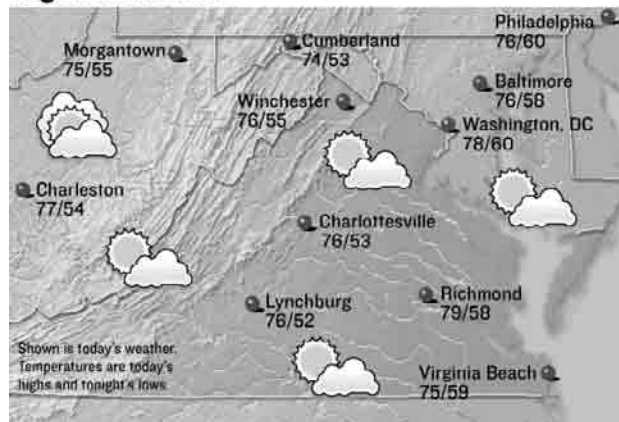 Philadelphia
76/60
Morgantown
75/55
Cumberland
74/53
Baltimore
76/58
Winchester
76/55
Washington, DC
78/60
Charleston
77/54
Charlottesville
76/53
Lynchburg
76/52
Richmond
79/58
Shown is today's weather.
Temperatures are today's
highs and tonight's lows.
Virginia Beach
75/59